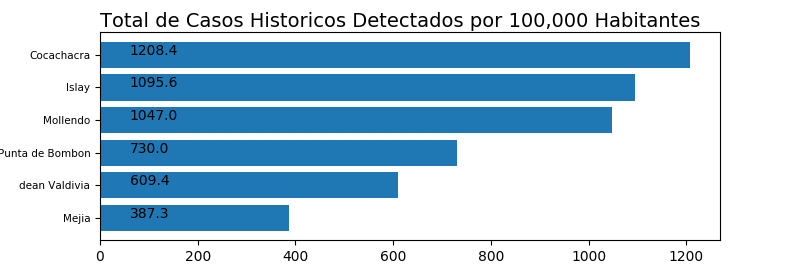 Total de Casos Historicos Detectados por 100,000 Habitantes
Cocachacra 1208.4
Islay 1095.6
Mollendo 1047.0
Punta de Bombon 730.0
dean Valdivia 609.4
Mejia 387.3
0 200 400 600 800 1000 1200